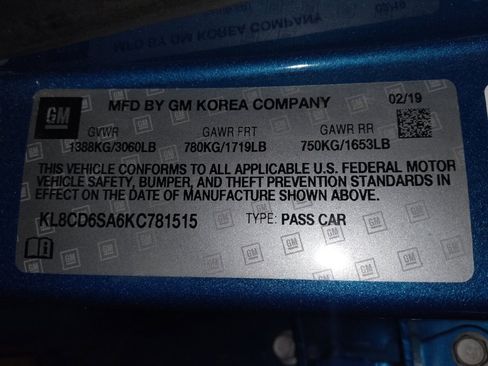 MFD BY GM KOREA COMPANY
02/19
GM
GVWR GAWR FRT GAWR RR
1388KG/3060LB 780KG/1719LB 750KG/1653LB
THIS VEHICLE CONFORMS TO ALL APPLICABLE U.S. FEDERAL MOTOR
VEHICLE SAFETY, BUMPER, AND THEFT PREVENTION STANDARDS IN
EFFECT ON THE DATE OF MANUFACTURE SHOWN ABOVE.
KL8CD6SA6KC781515 TYPE: PASS CAR